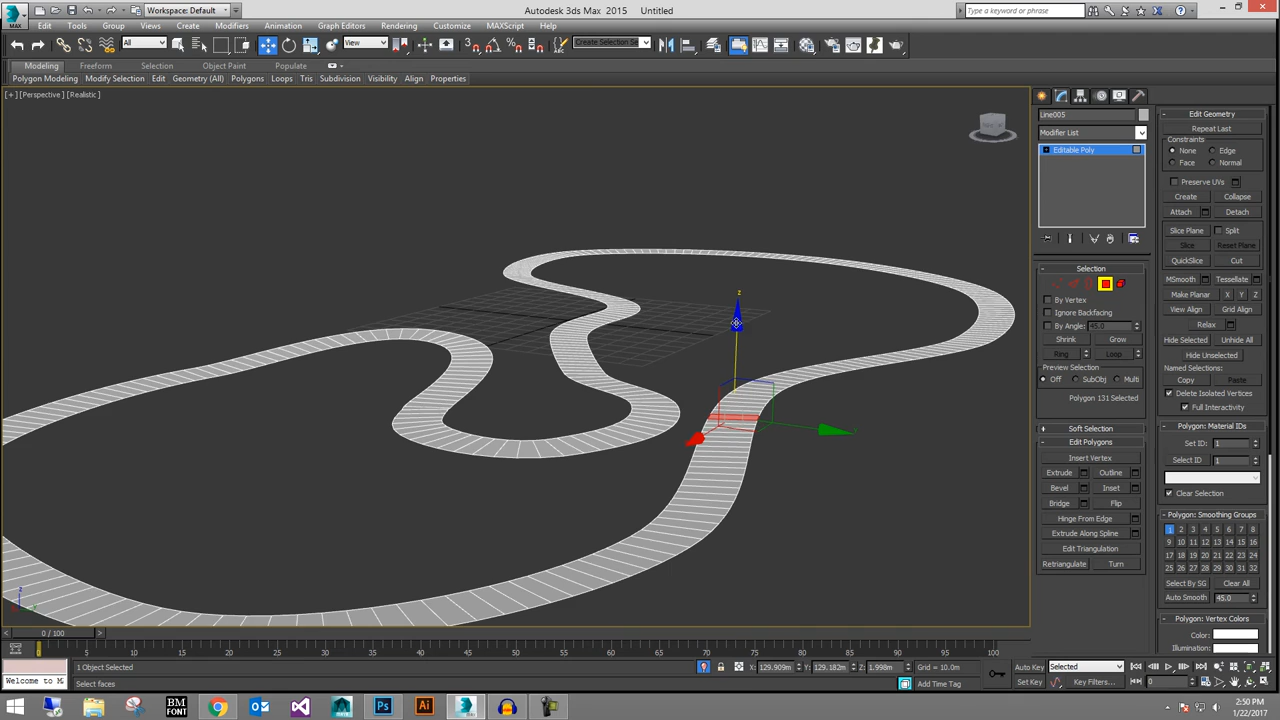 Autodesk 3ds Max 2015 Untitled
MAX Workspace: Default Type a keyword or phrase
Edit Tools Group Views Create Modifiers Animation Graph Editors Rendering Customize MAXScript Help
All View Create Selection Se
Modeling Freeform Selection Object Paint Populate
Polygon Modeling Modify Selection Edit Geometry (All) Polygons Loops Tris Subdivision Visibility Align Properties
[+] [Perspective] [Realistic]
z
Line005
Modifier List
Editable Poly
Selection
By Vertex
Ignore Backfacing
By Angle: 45.0
Shrink Grow
Ring Loop
Preview Selection
Off SubObj Multi
Polygon 131 Selected
Soft Selection
Edit Polygons
Insert Vertex
Extrude Outline
Bevel Inset
Bridge Flip
Hinge From Edge
Extrude Along Spline
Edit Triangulation
Retriangulate Turn
Edit Geometry
Repeat Last
Constraints
None Edge
Face Normal
Preserve UVs
Create Collapse
Attach Detach
Slice Plane Split
Slice Reset Plane
QuickSlice Cut
MSmooth Tessellate
Make Planar X Y Z
View Align Grid Align
Relax
Hide Selected Unhide All
Hide Unselected
Named Selections:
Copy Paste
Delete Isolated Vertices
Full Interactivity
Polygon: Material IDs
Set ID: 1
Select ID 1
Clear Selection
Polygon: Smoothing Groups
1 2 3 4 5 6 7 8
9 10 11 12 13 14 15 16
17 18 19 20 21 22 23 24
25 26 27 28 29 30 31 32
Select By SG Clear All
Auto Smooth 45.0
Polygon: Vertex Colors
Color:
Illumination:
0 / 100
0 5 10 15 20 25 30 35 40 45 50 55 60 65 70 75 80 85 90 95 100
1 Object Selected X: 129.909m Y: 129.182m Z: 1.998m Grid = 10.0m Auto Key Selected
Welcome to M Select faces Add Time Tag Set Key Key Filters... 0
BM FONT Ps Ai
2:50 PM
1/22/2017